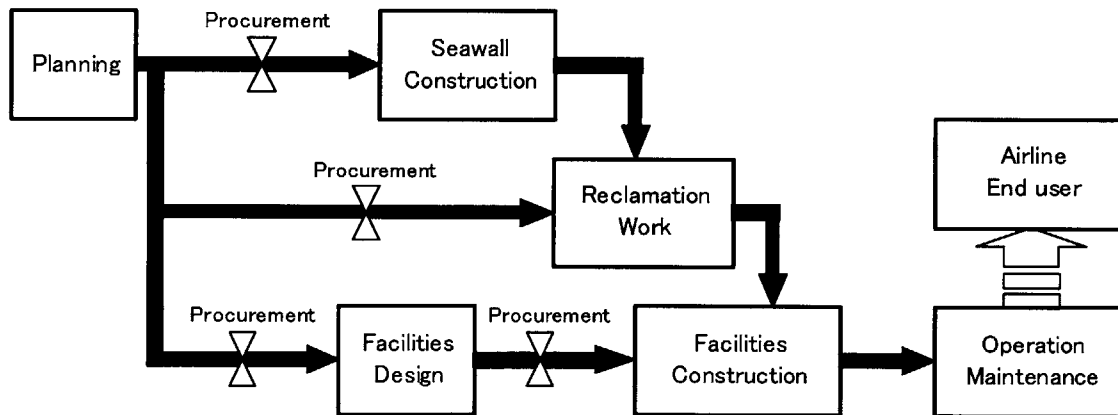 Procurement
Planning
Seawall
Construction
Procurement
Reclamation
Work
Airline
End user
Procurement
Facilities
Design
Procurement
Facilities
Construction
Operation
Maintenance